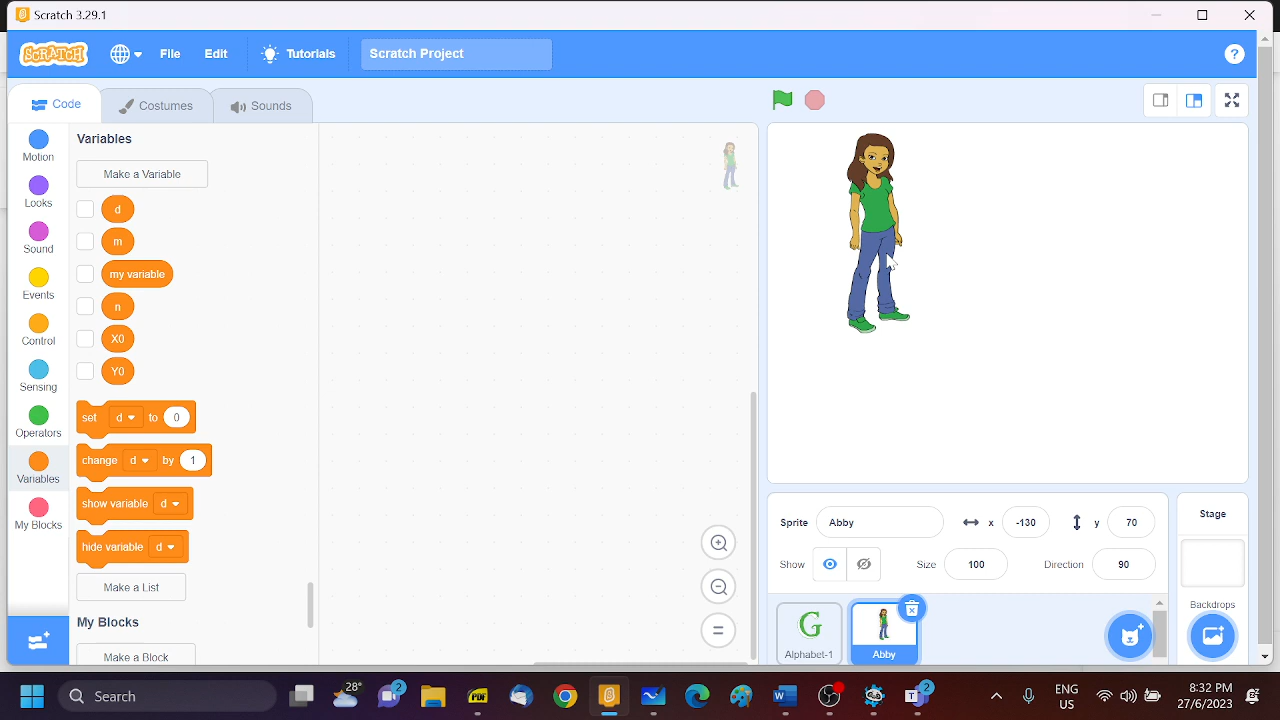 Scratch 3.29.1
SCRATCH
File
Edit
Tutorials
Scratch Project
?
Code
Costumes
Sounds
Motion
Looks
Sound
Events
Control
Sensing
Operators
Variables
My Blocks
Variables
Make a Variable
d
m
my variable
n
X0
Y0
set d to 0
change d by 1
show variable d
hide variable d
Make a List
My Blocks
Make a Block
Sprite Abby x -130 y 70
Show Size 100 Direction 90
G
Alphabet-1
Abby
Stage
Backdrops
Search
28°
2
PDF
W
T
2
ENG
US
8:32 PM
27/6/2023